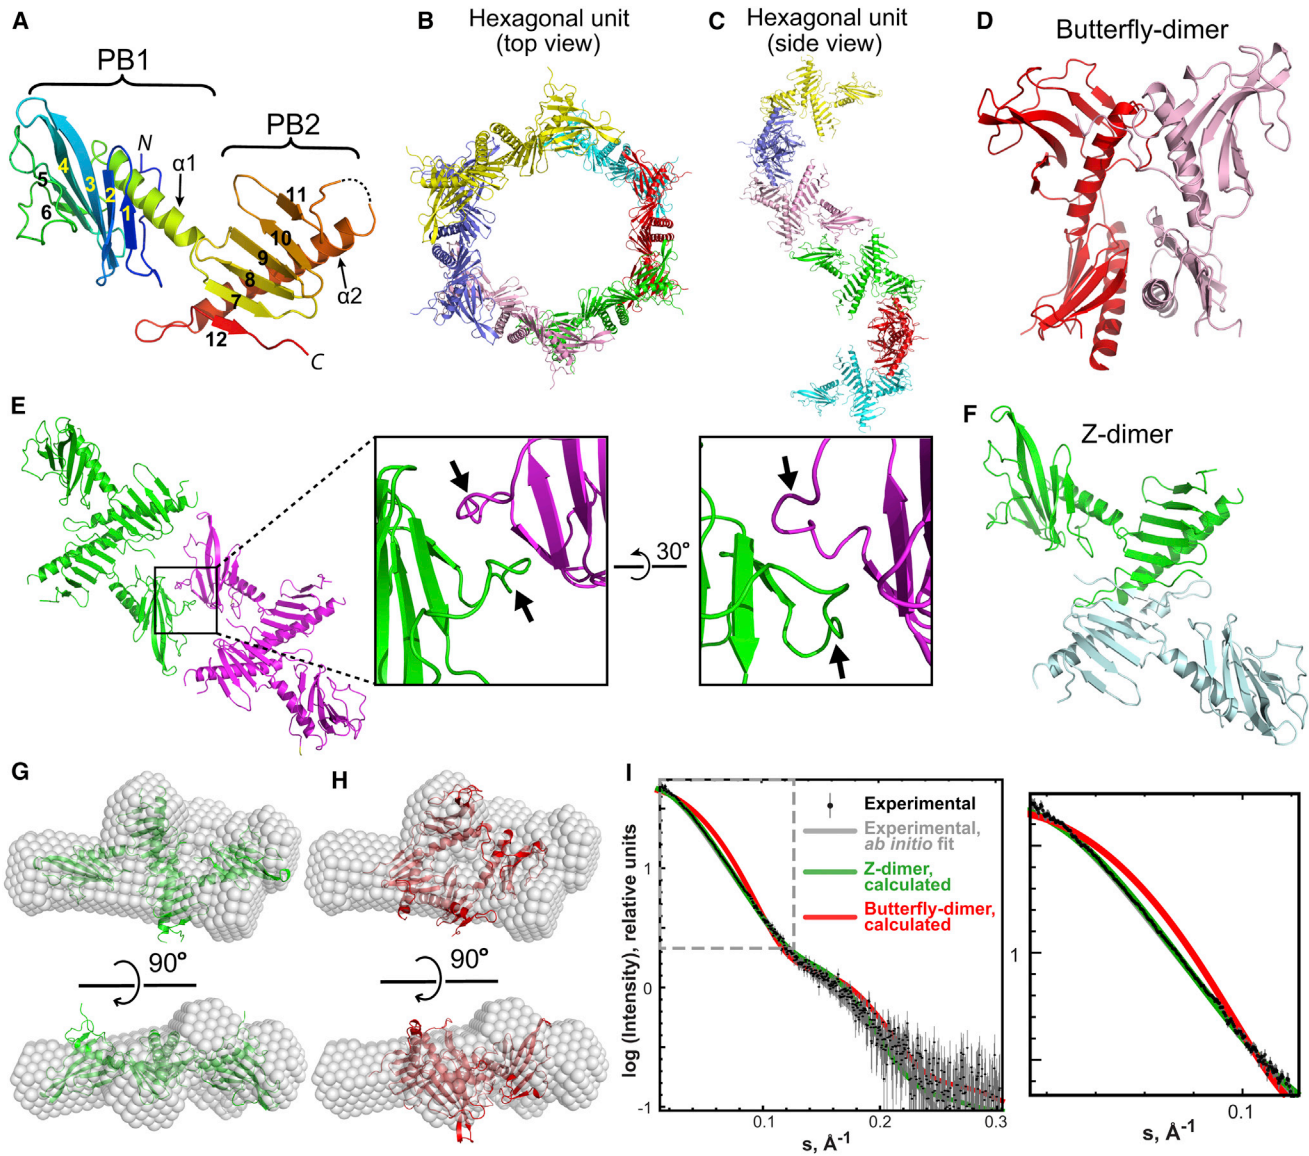 A
PB1
PB2
N
α1
4
3
2
1
5
6
11
10
9
8
7
12
α2
C
B
Hexagonal unit
(top view)
C
Hexagonal unit
(side view)
D
Butterfly-dimer
E
30°
F
Z-dimer
G
90°
H
90°
I
log (Intensity), relative units
1
0
-1
0.1
0.2
0.3
s, Å-1
Experimental
Experimental,
ab initio fit
Z-dimer,
calculated
Butterfly-dimer,
calculated
1
0.1
s, Å-1